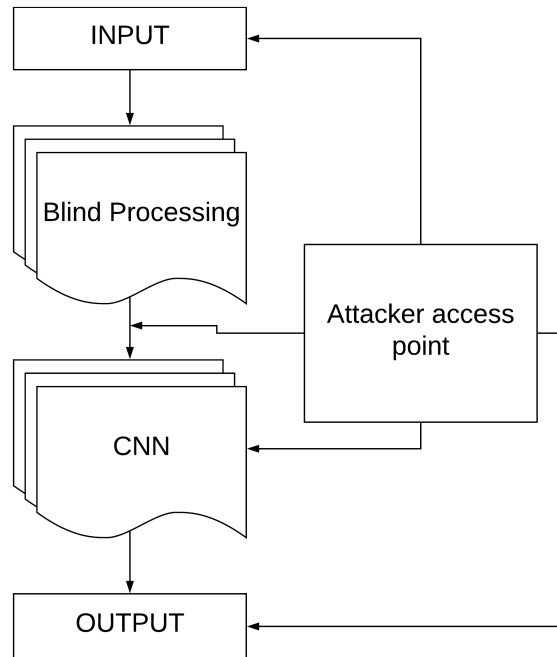 INPUT
Blind Processing
Attacker access
point
CNN
OUTPUT